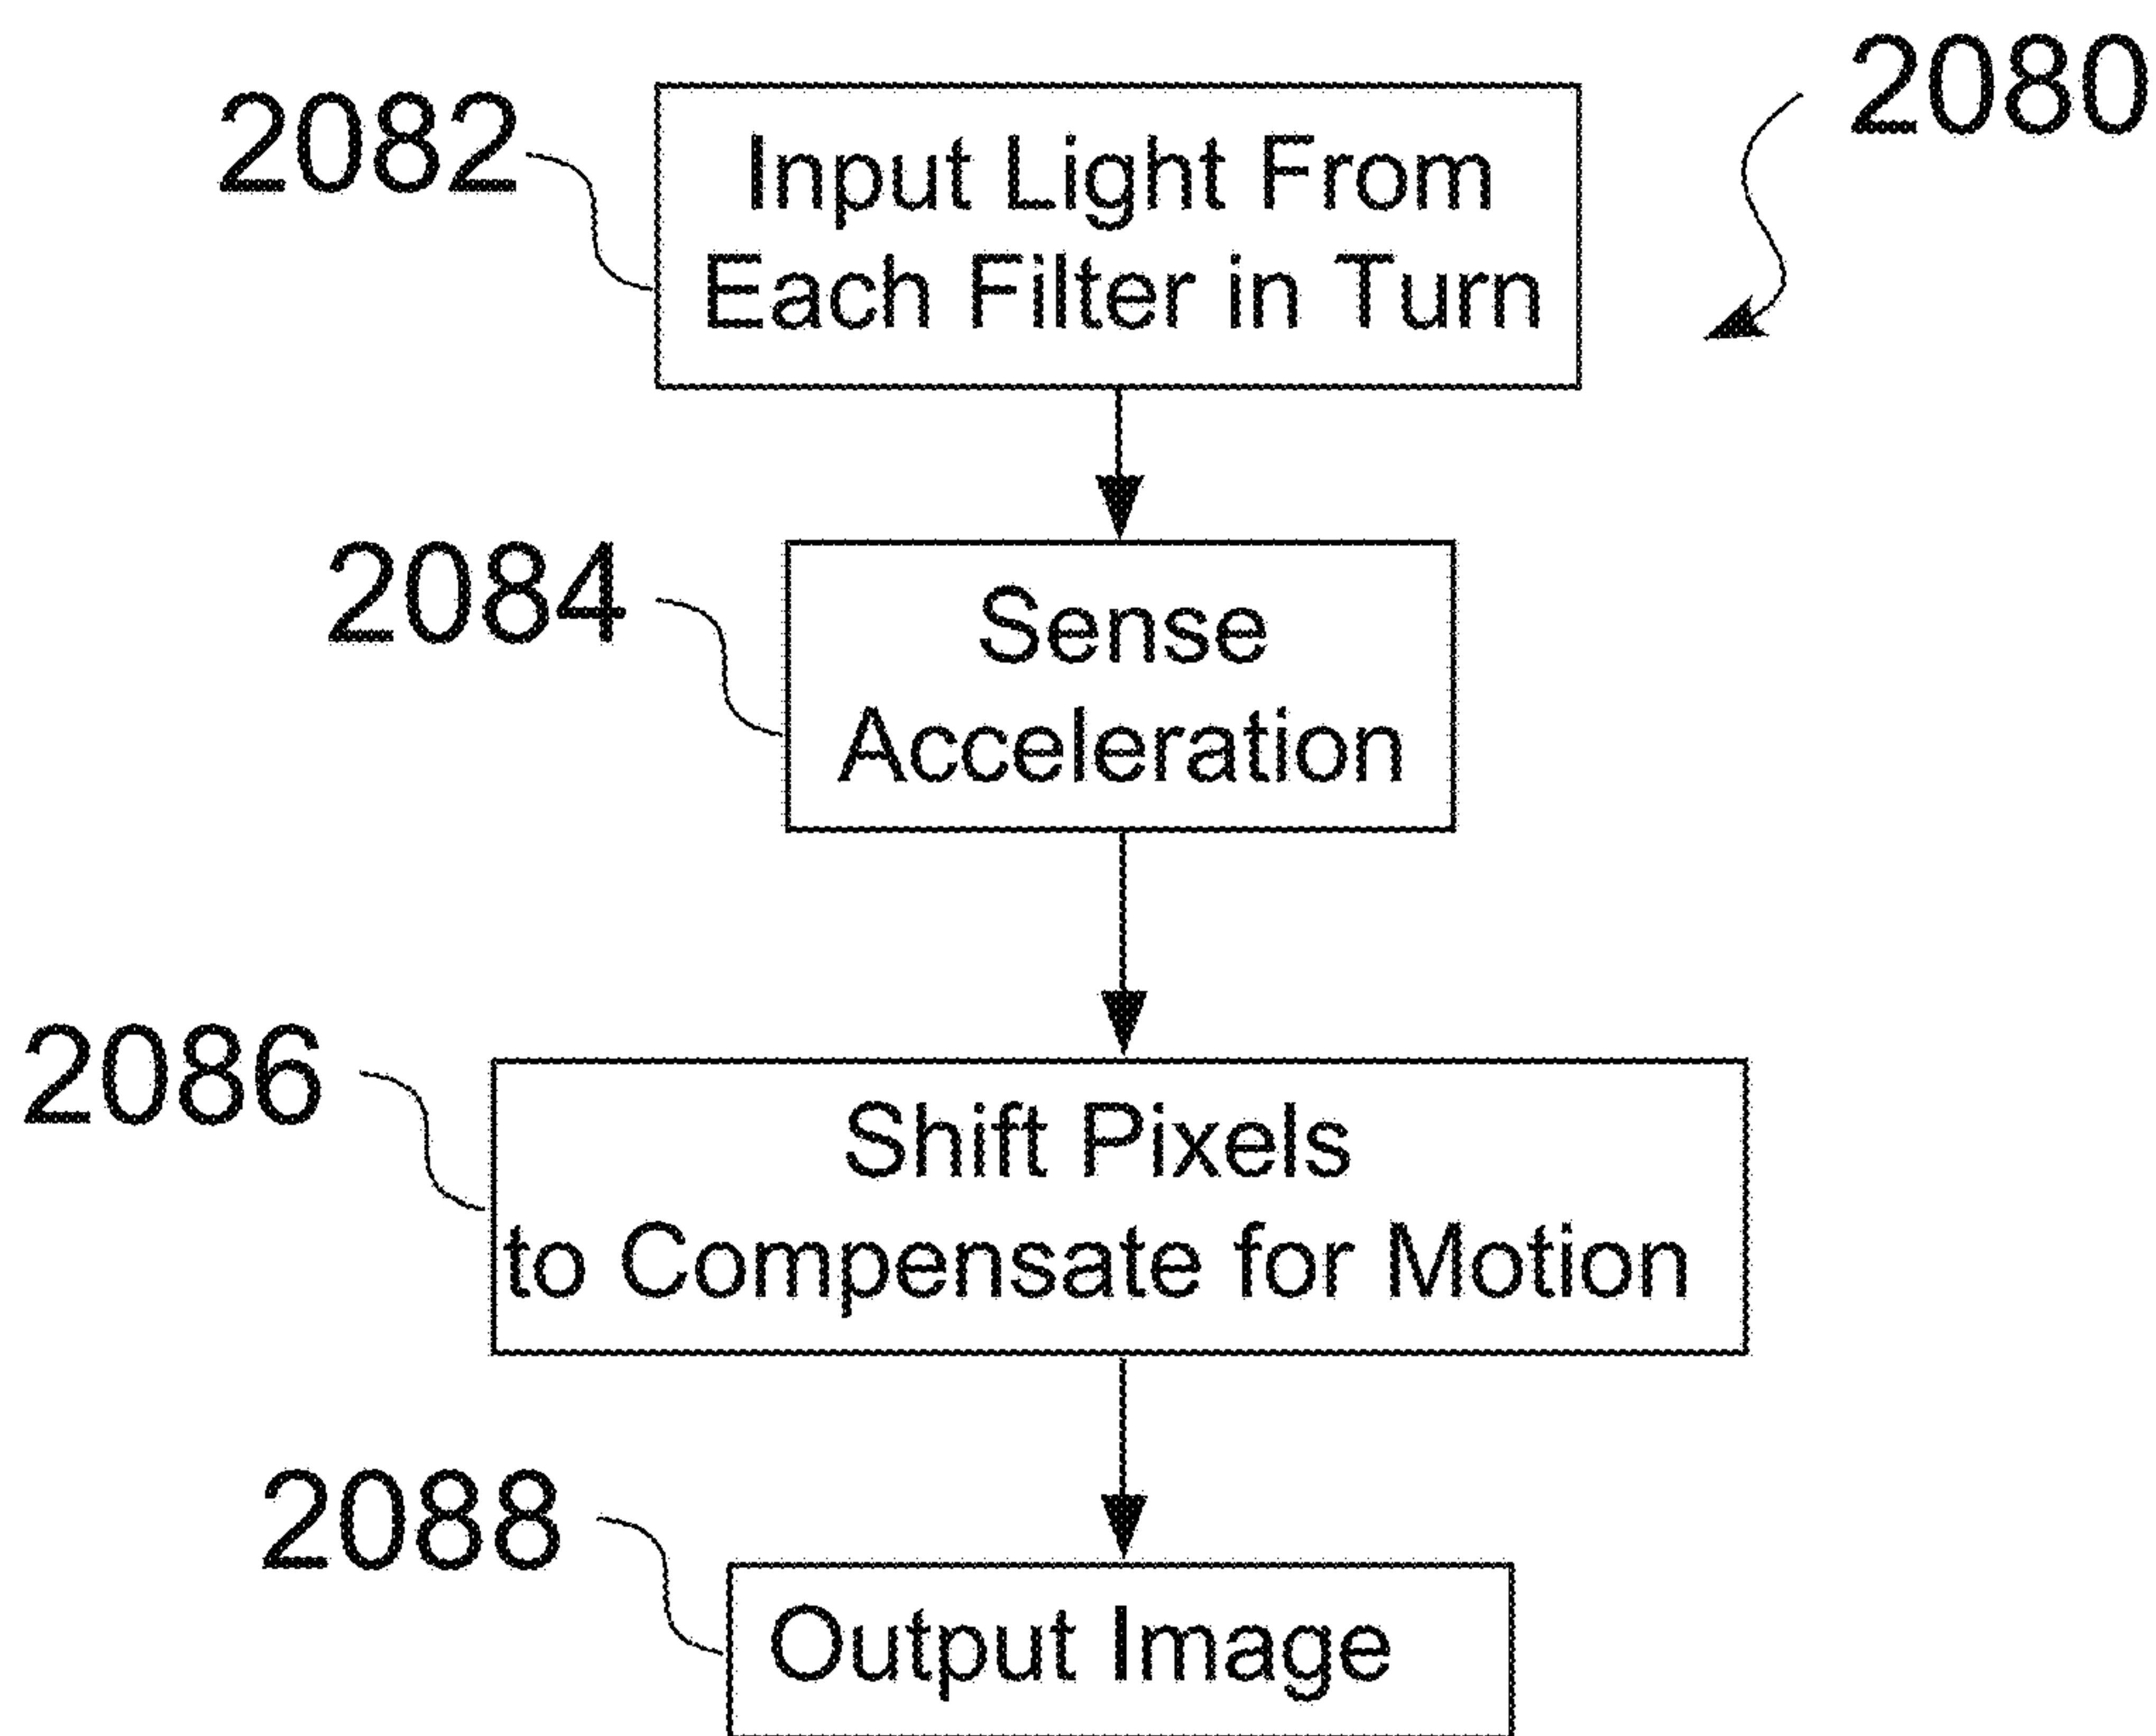 2080
2082
Input Light From
Each Filter in Turn
2084
Sense
Acceleration
2086
Shift Pixels
to Compensate for Motion
2088
Output Image